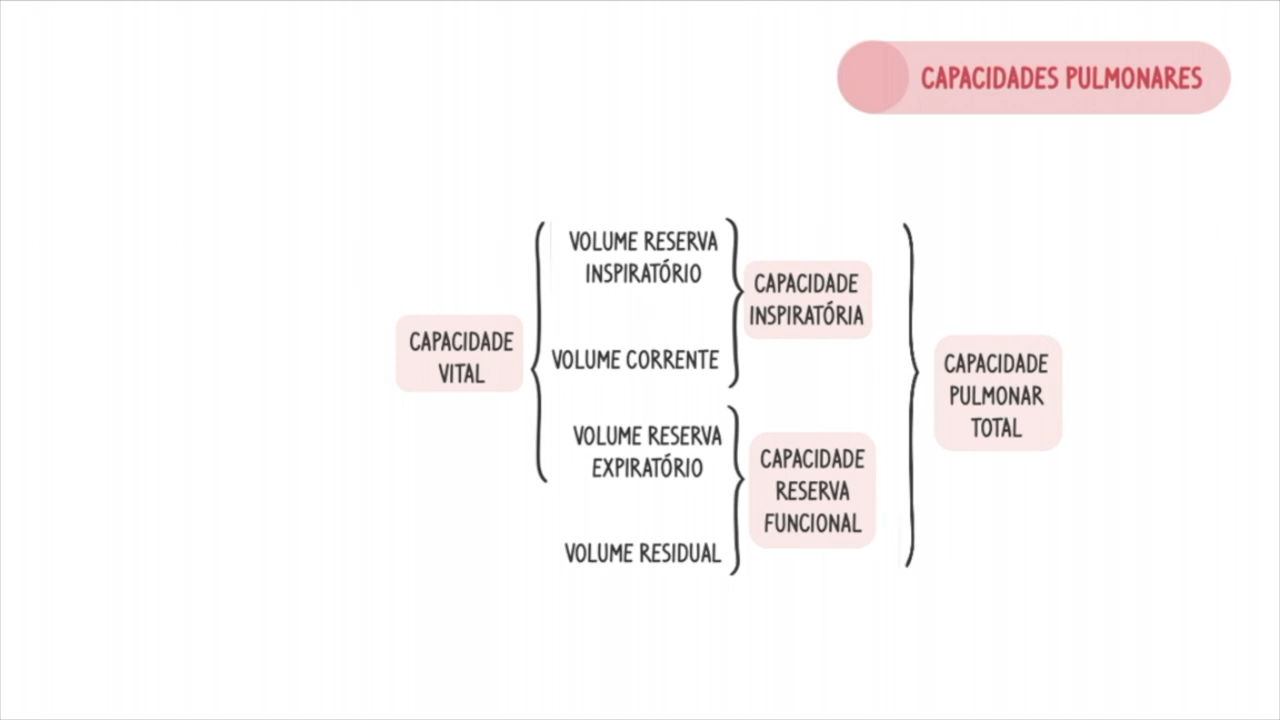 CAPACIDADES PULMONARES
CAPACIDADE
VITAL
VOLUME RESERVA
INSPIRATÓRIO
VOLUME CORRENTE
VOLUME RESERVA
EXPIRATÓRIO
VOLUME RESIDUAL
CAPACIDADE
INSPIRATÓRIA
CAPACIDADE
RESERVA
FUNCIONAL
CAPACIDADE
PULMONAR
TOTAL